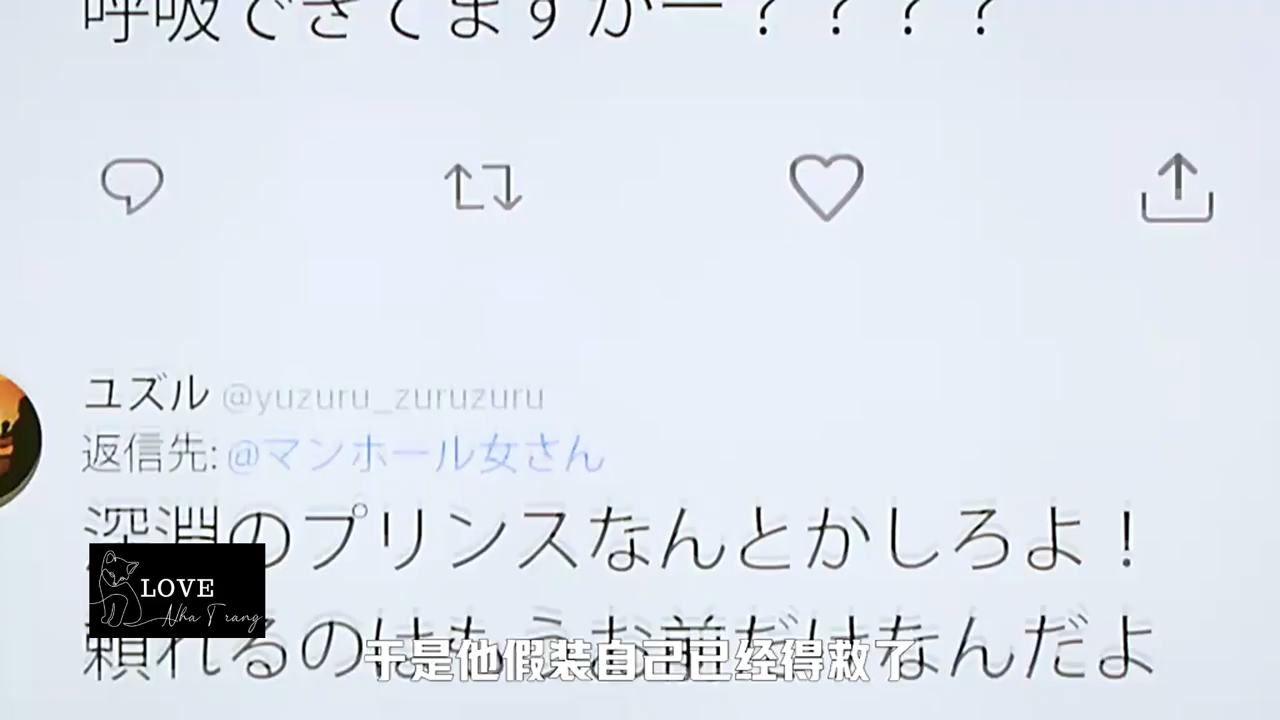 呼吸できてますかー？？？？
ユズル @yuzuru_zuruzuru
返信先: @マンホール女さん
深淵のプリンスなんとかしろよ！
LOVE
Nha Trang
頼れるのはもうお前だけなんだよ
于是他假装自己已经得救了